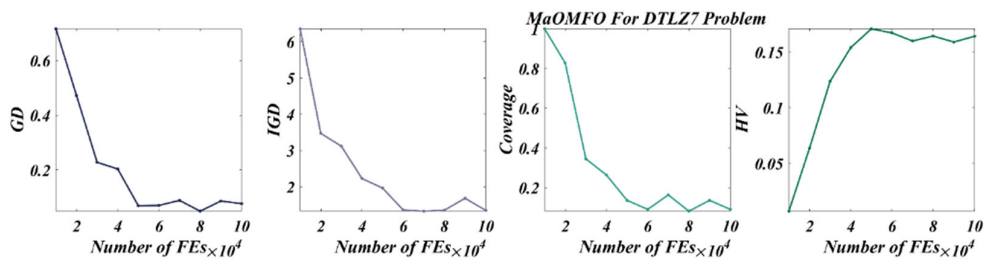 MaOMFO For DTLZ7 Problem
GD
0.6
0.4
0.2
2 4 6 8 10
Number of FEs×10^4
IGD
6
5
4
3
2
2 4 6 8 10
Number of FEs×10^4
Coverage
1
0.8
0.6
0.4
0.2
2 4 6 8 10
Number of FEs×10^4
HV
0.15
0.1
0.05
2 4 6 8 10
Number of FEs×10^4